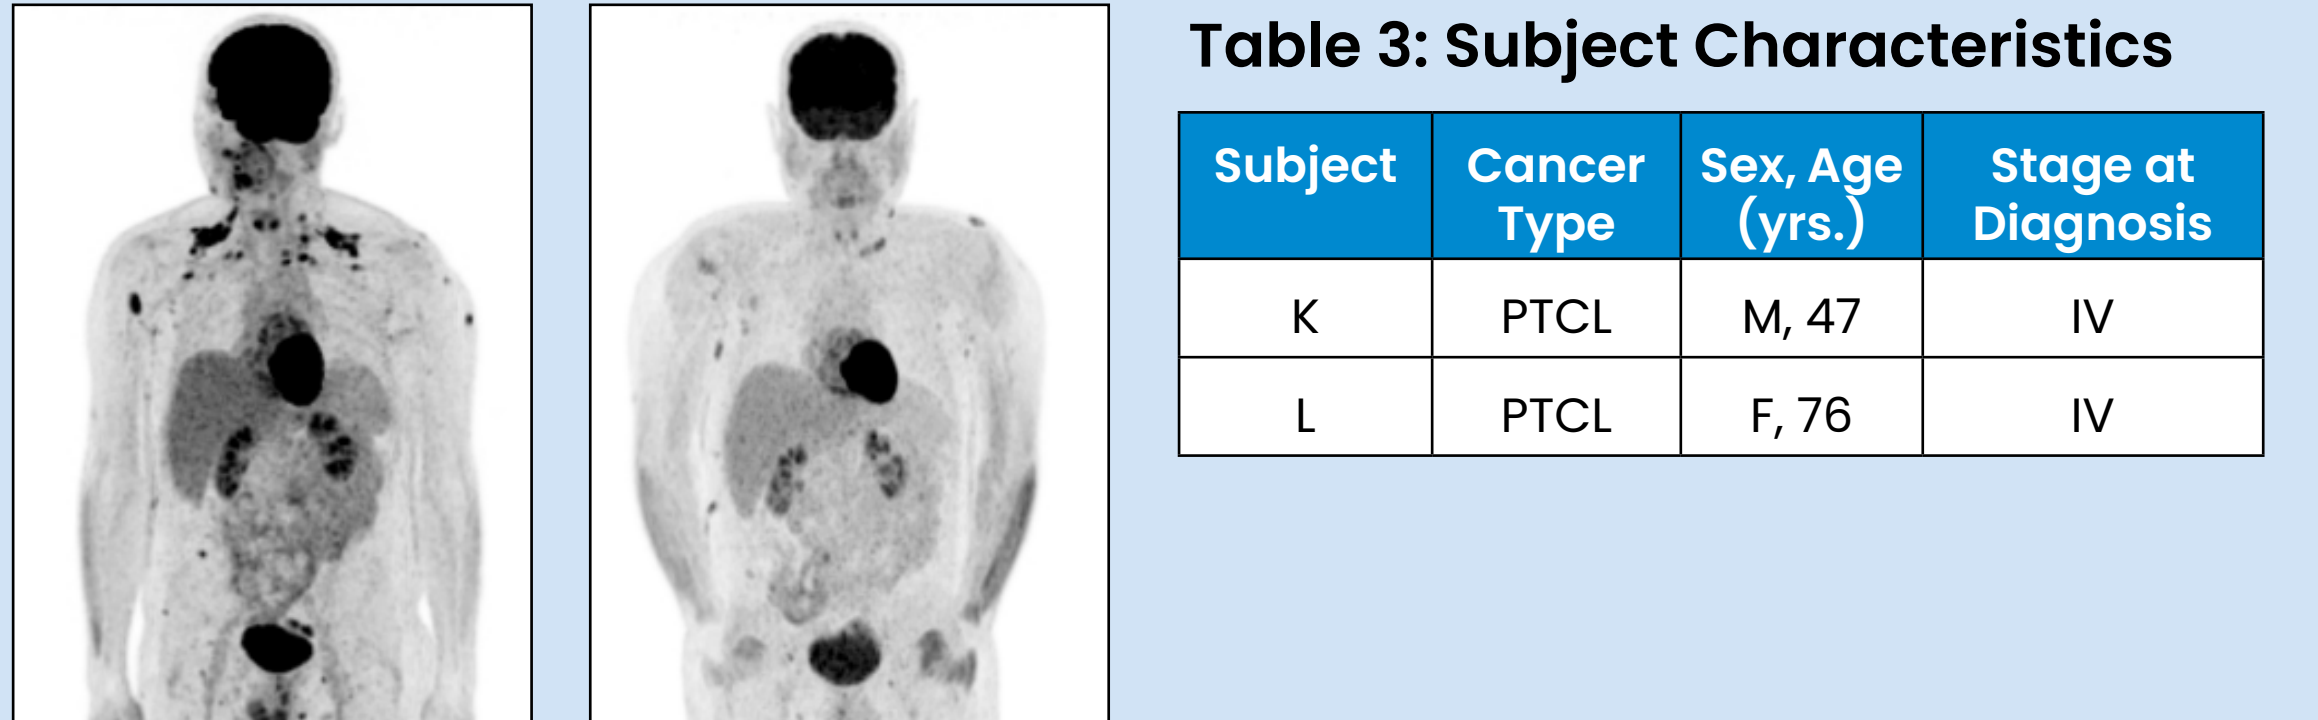 Table 3: Subject Characteristics
Subject Cancer Type Sex, Age (yrs.) Stage at Diagnosis
K PTCL M, 47 IV
L PTCL F, 76 IV